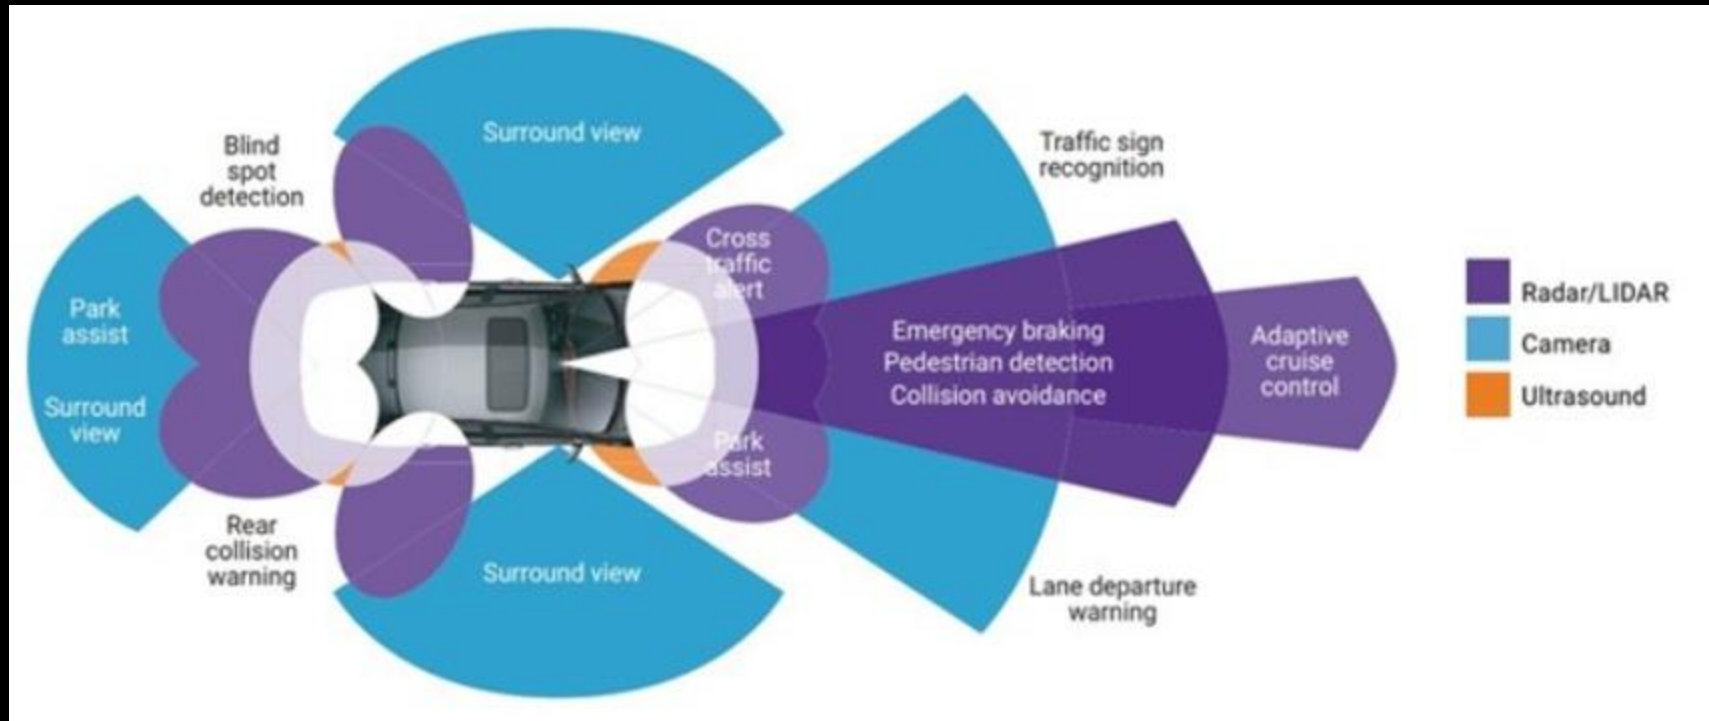 Surround view
Blind
spot
detection
Traffic sign
recognition
Cross
traffic
alert
Park
assist
Surround
view
Emergency braking
Pedestrian detection
Collision avoidance
Adaptive
cruise
control
Radar/LIDAR
Camera
Ultrasound
Park
assist
Rear
collision
warning
Surround view
Lane departure
warning